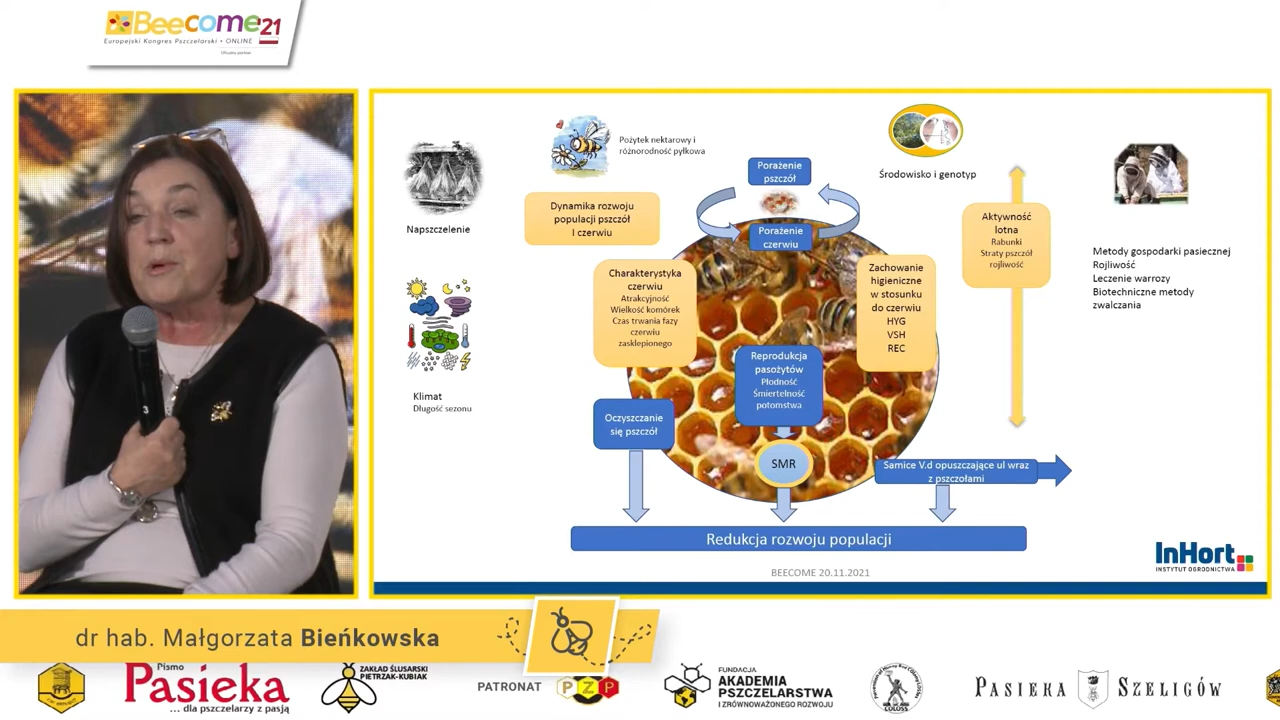 Beecome'21
Europejski Kongres Pszczelarski • ONLINE
Pożytek nektarowy i
różnorodność pyłkowa
Napszczelenie
Dynamika rozwoju
populacji pszczół
I czerwiu
Porażenie
pszczół
Porażenie
czerwiu
Środowisko i genotyp
Aktywność
lotna
Rabunki
Straty pszczół
rojliwość
Metody gospodarki pasiecznej
Rojliwość
Leczenie warrozy
Biotechniczne metody
zwalczania
Charakterystyka
czerwiu
Atrakcyjność
Wielkość komórek
Czas trwania fazy
czerwiu
zasklepionego
Zachowanie
higieniczne
w stosunku
do czerwiu
HYG
VSH
REC
Klimat
Długość sezonu
Reprodukcja
pasożytów
Płodność
Śmiertelność
potomstwa
Oczyszczanie
się pszczół
SMR
Samice V.d opuszczające ul wraz
z pszczołami
Redukcja rozwoju populacji
BEECOME 20.11.2021
InHort
INSTYTUT OGRODNICTWA
3
dr hab. Małgorzata Bieńkowska
Pismo
Pasieka
... dla pszczelarzy z pasją
ZAKŁAD ŚLUSARSKI
PIETRZAK-KUBIAK
PATRONAT
PZP
FUNDACJA
AKADEMIA
PSZCZELARSTWA
I ZRÓWNOWAŻONEGO ROZWOJU
COLOSS
PASIEKA SZELIGÓW